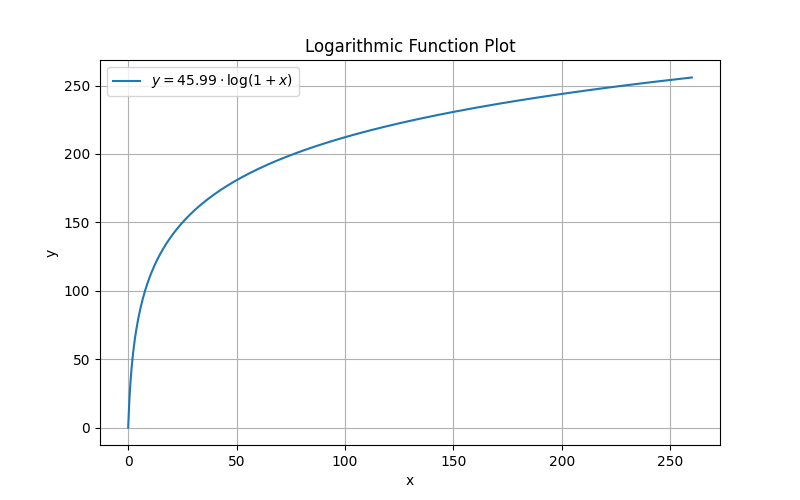 Logarithmic Function Plot
y = 45.99 · log(1 + x)
y
250
200
150
100
50
0
0 50 100 150 200 250
x